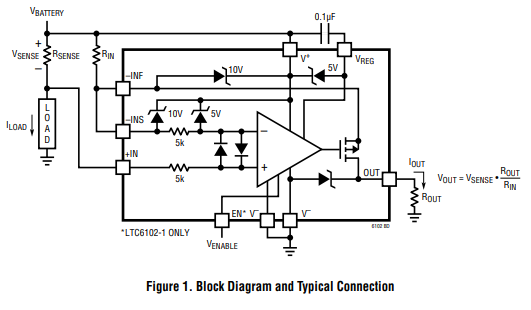 VBATTERY
0.1µF
+
VSENSE
RSENSE
RIN
–
V+
VREG
–INF
10V
5V
–INS
10V
5V
L
O
A
D
ILOAD
5k
–
+IN
+
5k
OUT
IOUT
VOUT = VSENSE • ROUT
RIN
ROUT
EN* V–
V–
*LTC6102-1 ONLY
6102 BD
VENABLE
Figure 1. Block Diagram and Typical Connection